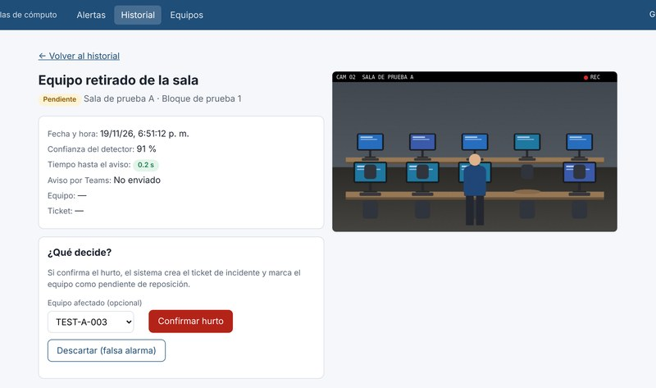 las de cómputo Alertas Historial Equipos G
← Volver al historial
Equipo retirado de la sala
Pendiente Sala de prueba A · Bloque de prueba 1
Fecha y hora: 19/11/26, 6:51:12 p. m.
Confianza del detector: 91 %
Tiempo hasta el aviso: 0.2 s
Aviso por Teams: No enviado
Equipo: —
Ticket: —
CAM 02 SALA DE PRUEBA A REC
¿Qué decide?
Si confirma el hurto, el sistema crea el ticket de incidente y marca el
equipo como pendiente de reposición.
Equipo afectado (opcional)
TEST-A-003 Confirmar hurto
Descartar (falsa alarma)